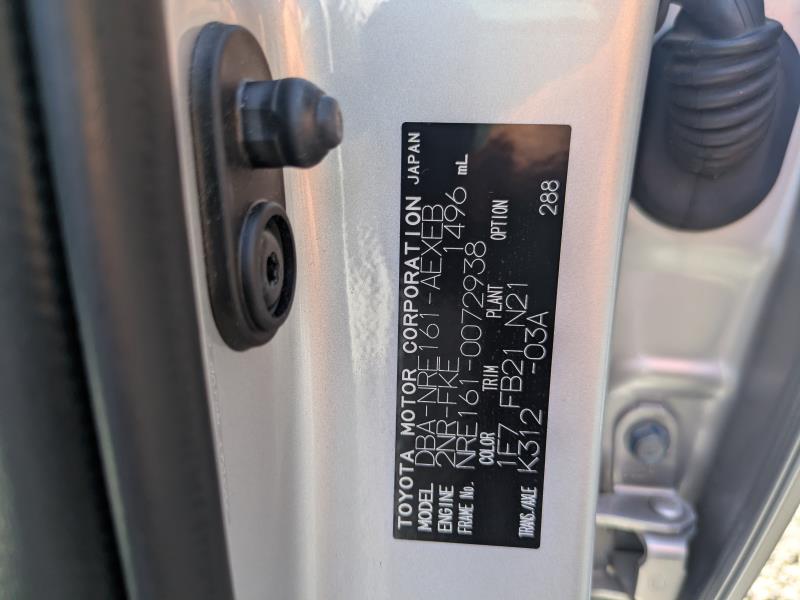 TOYOTA MOTOR CORPORATION JAPAN
MODEL DBA-NRE161-AEXEB
ENGINE 2NR-FKE 1496 mL
FRAME No. NRE161-0072938
COLOR TRIM PLANT OPTION
1E7 FB21 N21 288
TRANS./AXLE K312 -03A